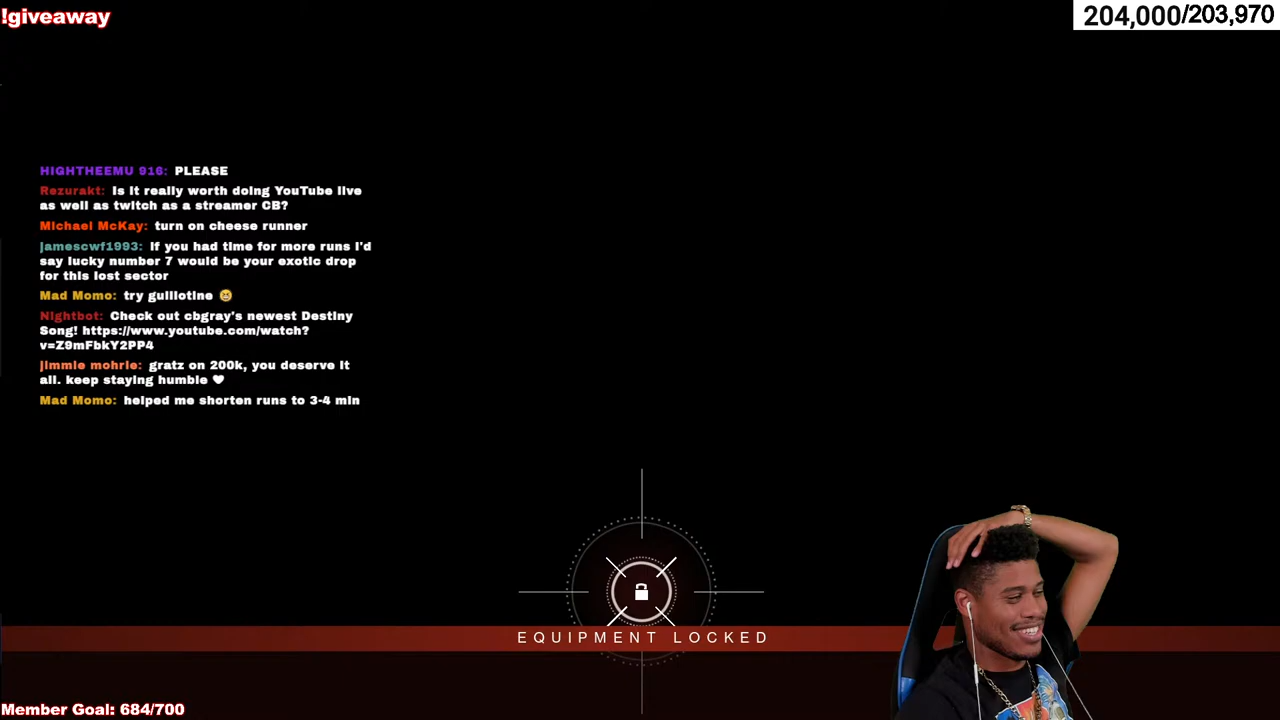 !giveaway
204,000/203,970
HIGHTHEEMU 916: PLEASE
Rezurakt: Is it really worth doing YouTube live
as well as twitch as a streamer CB?
Michael McKay: turn on cheese runner
jamescwf1993: if you had time for more runs i'd
say lucky number 7 would be your exotic drop
for this lost sector
Mad Momo: try guillotine 😆
Nightbot: Check out cbgray's newest Destiny
Song! https://www.youtube.com/watch?
v=Z9mFbkY2PP4
jimmie mohrle: gratz on 200k, you deserve it
all. keep staying humble ♥
Mad Momo: helped me shorten runs to 3-4 min
EQUIPMENT LOCKED
Member Goal: 684/700